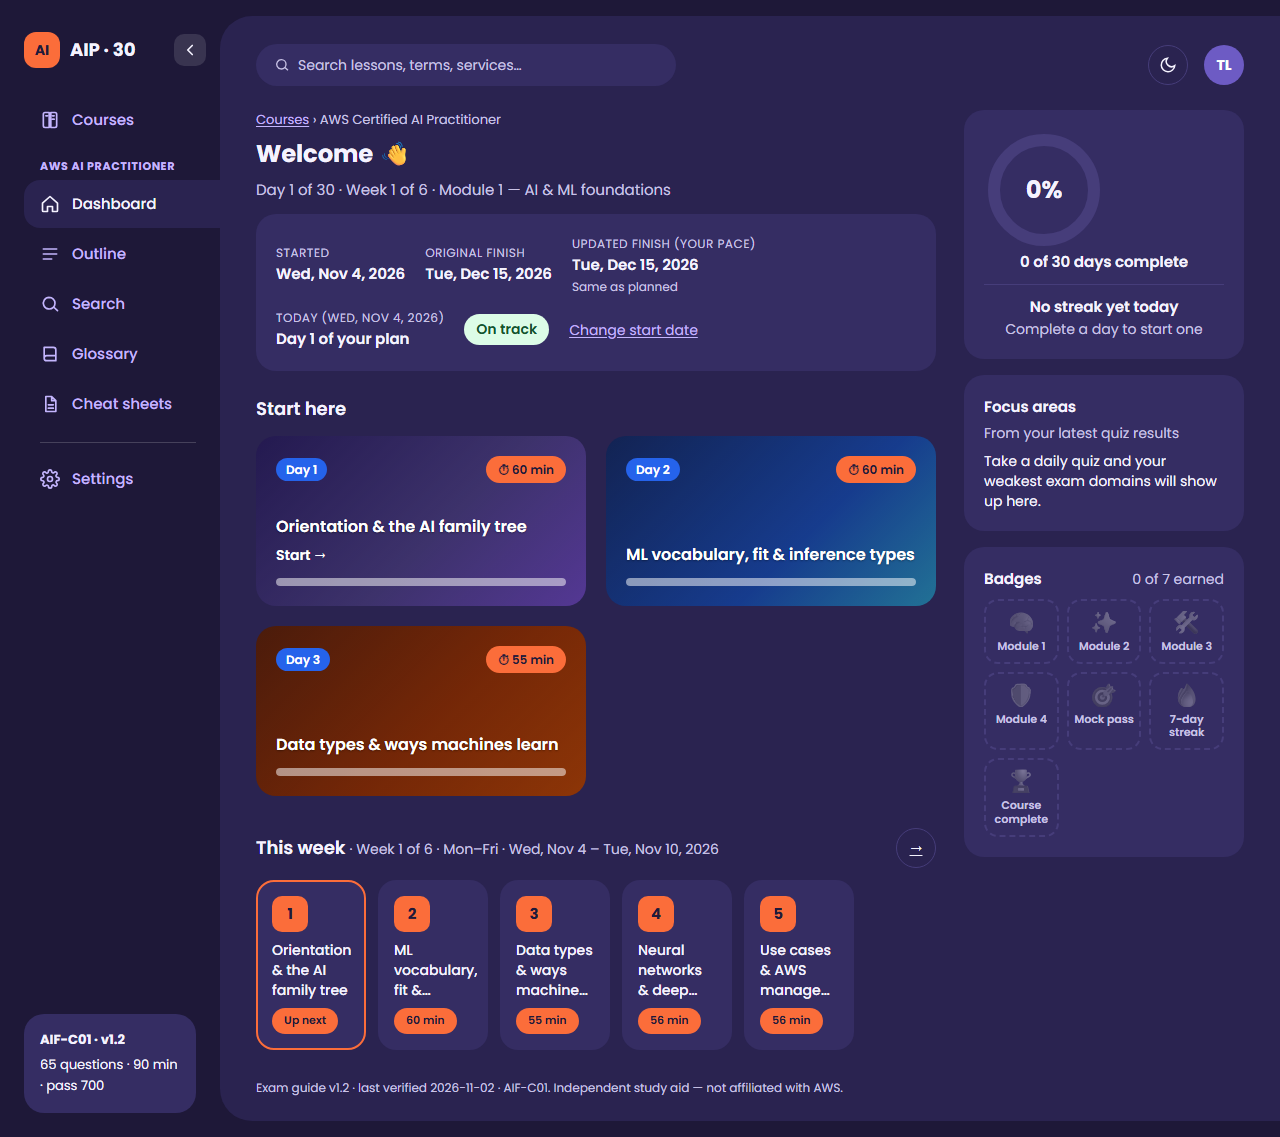 AI
AIP · 30
Courses
AWS AI PRACTITIONER
Dashboard
Outline
Search
Glossary
Cheat sheets
Settings
AIF-C01 · v1.2
65 questions · 90 min
· pass 700
Search lessons, terms, services...
TL
Courses › AWS Certified AI Practitioner
Welcome 👋
Day 1 of 30 · Week 1 of 6 · Module 1 — AI & ML foundations
STARTED
Wed, Nov 4, 2026
ORIGINAL FINISH
Tue, Dec 15, 2026
UPDATED FINISH (YOUR PACE)
Tue, Dec 15, 2026
Same as planned
TODAY (WED, NOV 4, 2026)
Day 1 of your plan
On track
Change start date
Start here
Day 1
⏱ 60 min
Orientation & the AI family tree
Start →
Day 2
⏱ 60 min
ML vocabulary, fit & inference types
Day 3
⏱ 55 min
Data types & ways machines learn
This week · Week 1 of 6 · Mon–Fri · Wed, Nov 4 – Tue, Nov 10, 2026
→
1
Orientation
& the AI
family tree
Up next
2
ML
vocabulary,
fit &...
60 min
3
Data types
& ways
machine...
55 min
4
Neural
networks
& deep...
56 min
5
Use cases
& AWS
manage...
56 min
Exam guide v1.2 · last verified 2026-11-02 · AIF-C01. Independent study aid — not affiliated with AWS.
0%
0 of 30 days complete
No streak yet today
Complete a day to start one
Focus areas
From your latest quiz results
Take a daily quiz and your
weakest exam domains will show
up here.
Badges
0 of 7 earned
Module 1
Module 2
Module 3
Module 4
Mock pass
7-day
streak
Course
complete